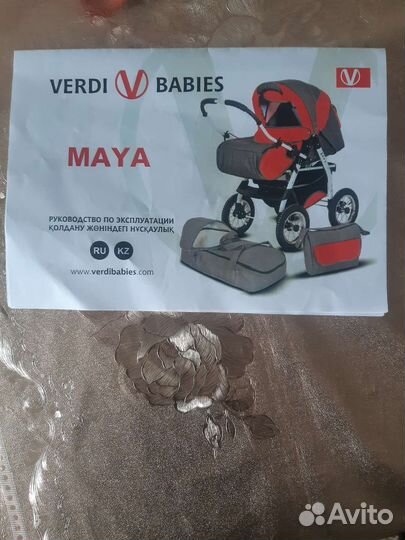 VERDI V BABIES
V
MAYA
РУКОВОДСТВО ПО ЭКСПЛУАТАЦИИ
ҚОЛДАНУ ЖӨНІНДЕГІ НҰСҚАУЛЫҚ
RU KZ
www.verdibabies.com
Avito